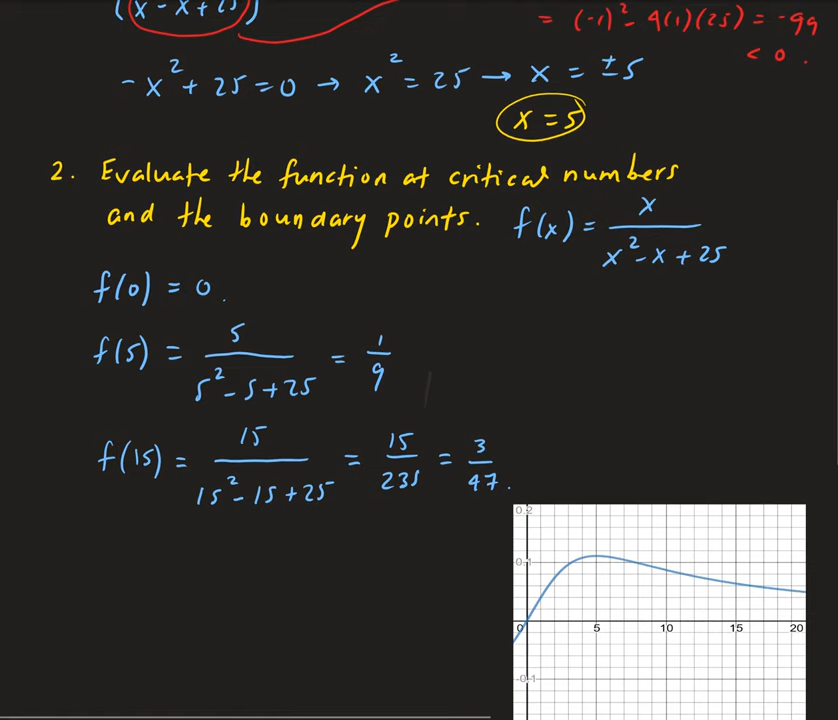 (x - x + 25)
= (-1)² - 4(1)(25) = -99
< 0 .
-x² + 25 = 0 → x² = 25 → x = ±5
x = 5
2. Evaluate the function at critical numbers
and the boundary points. f(x) = x / (x² - x + 25)
f(0) = 0 .
f(5) = 5 / (5² - 5 + 25) = 1/9
f(15) = 15 / (15² - 15 + 25) = 15/235 = 3/47 .
0.2
0.1
0 5 10 15 20
-0.1